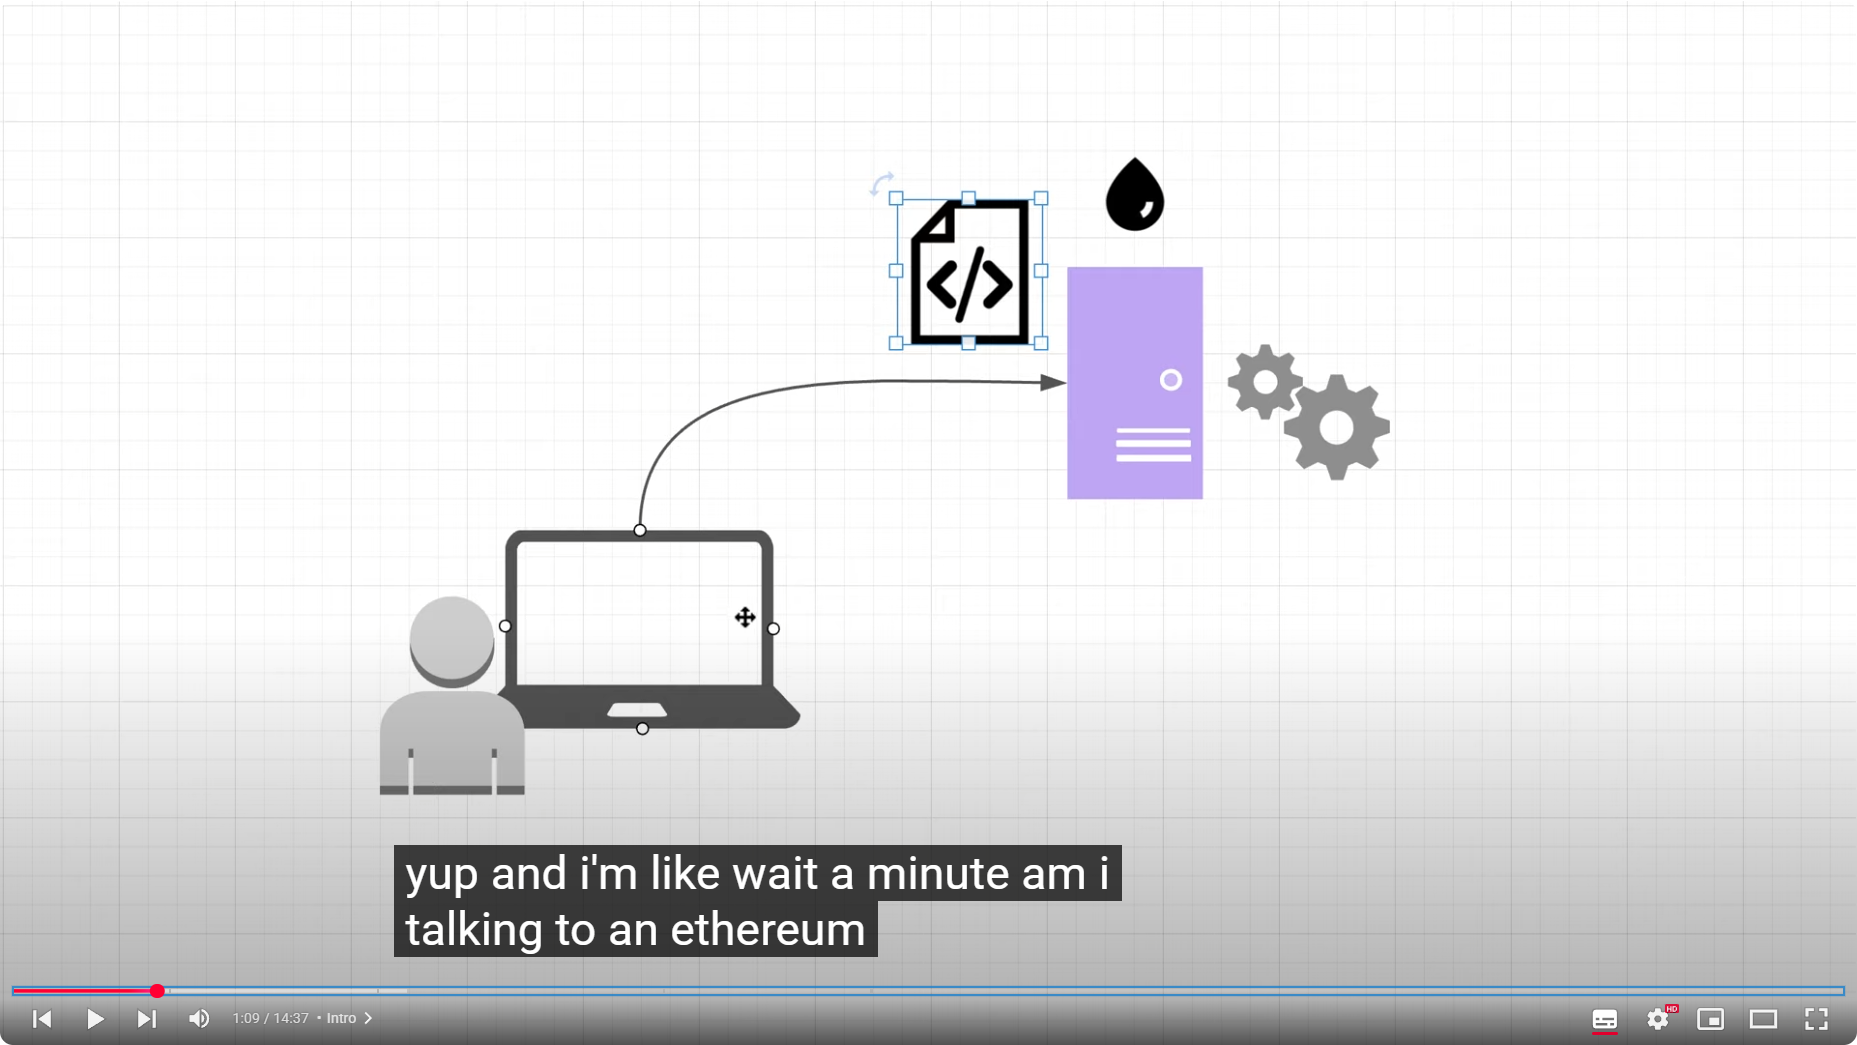 </>
yup and i'm like wait a minute am i
talking to an ethereum
1:09 / 14:37 • Intro
HD